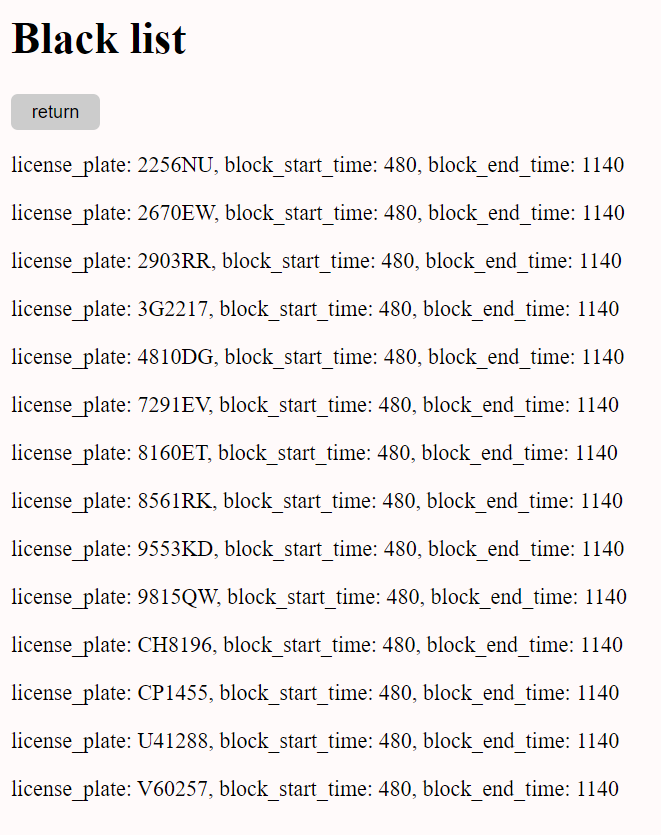 Black list
return
license_plate: 2256NU, block_start_time: 480, block_end_time: 1140
license_plate: 2670EW, block_start_time: 480, block_end_time: 1140
license_plate: 2903RR, block_start_time: 480, block_end_time: 1140
license_plate: 3G2217, block_start_time: 480, block_end_time: 1140
license_plate: 4810DG, block_start_time: 480, block_end_time: 1140
license_plate: 7291EV, block_start_time: 480, block_end_time: 1140
license_plate: 8160ET, block_start_time: 480, block_end_time: 1140
license_plate: 8561RK, block_start_time: 480, block_end_time: 1140
license_plate: 9553KD, block_start_time: 480, block_end_time: 1140
license_plate: 9815QW, block_start_time: 480, block_end_time: 1140
license_plate: CH8196, block_start_time: 480, block_end_time: 1140
license_plate: CP1455, block_start_time: 480, block_end_time: 1140
license_plate: U41288, block_start_time: 480, block_end_time: 1140
license_plate: V60257, block_start_time: 480, block_end_time: 1140